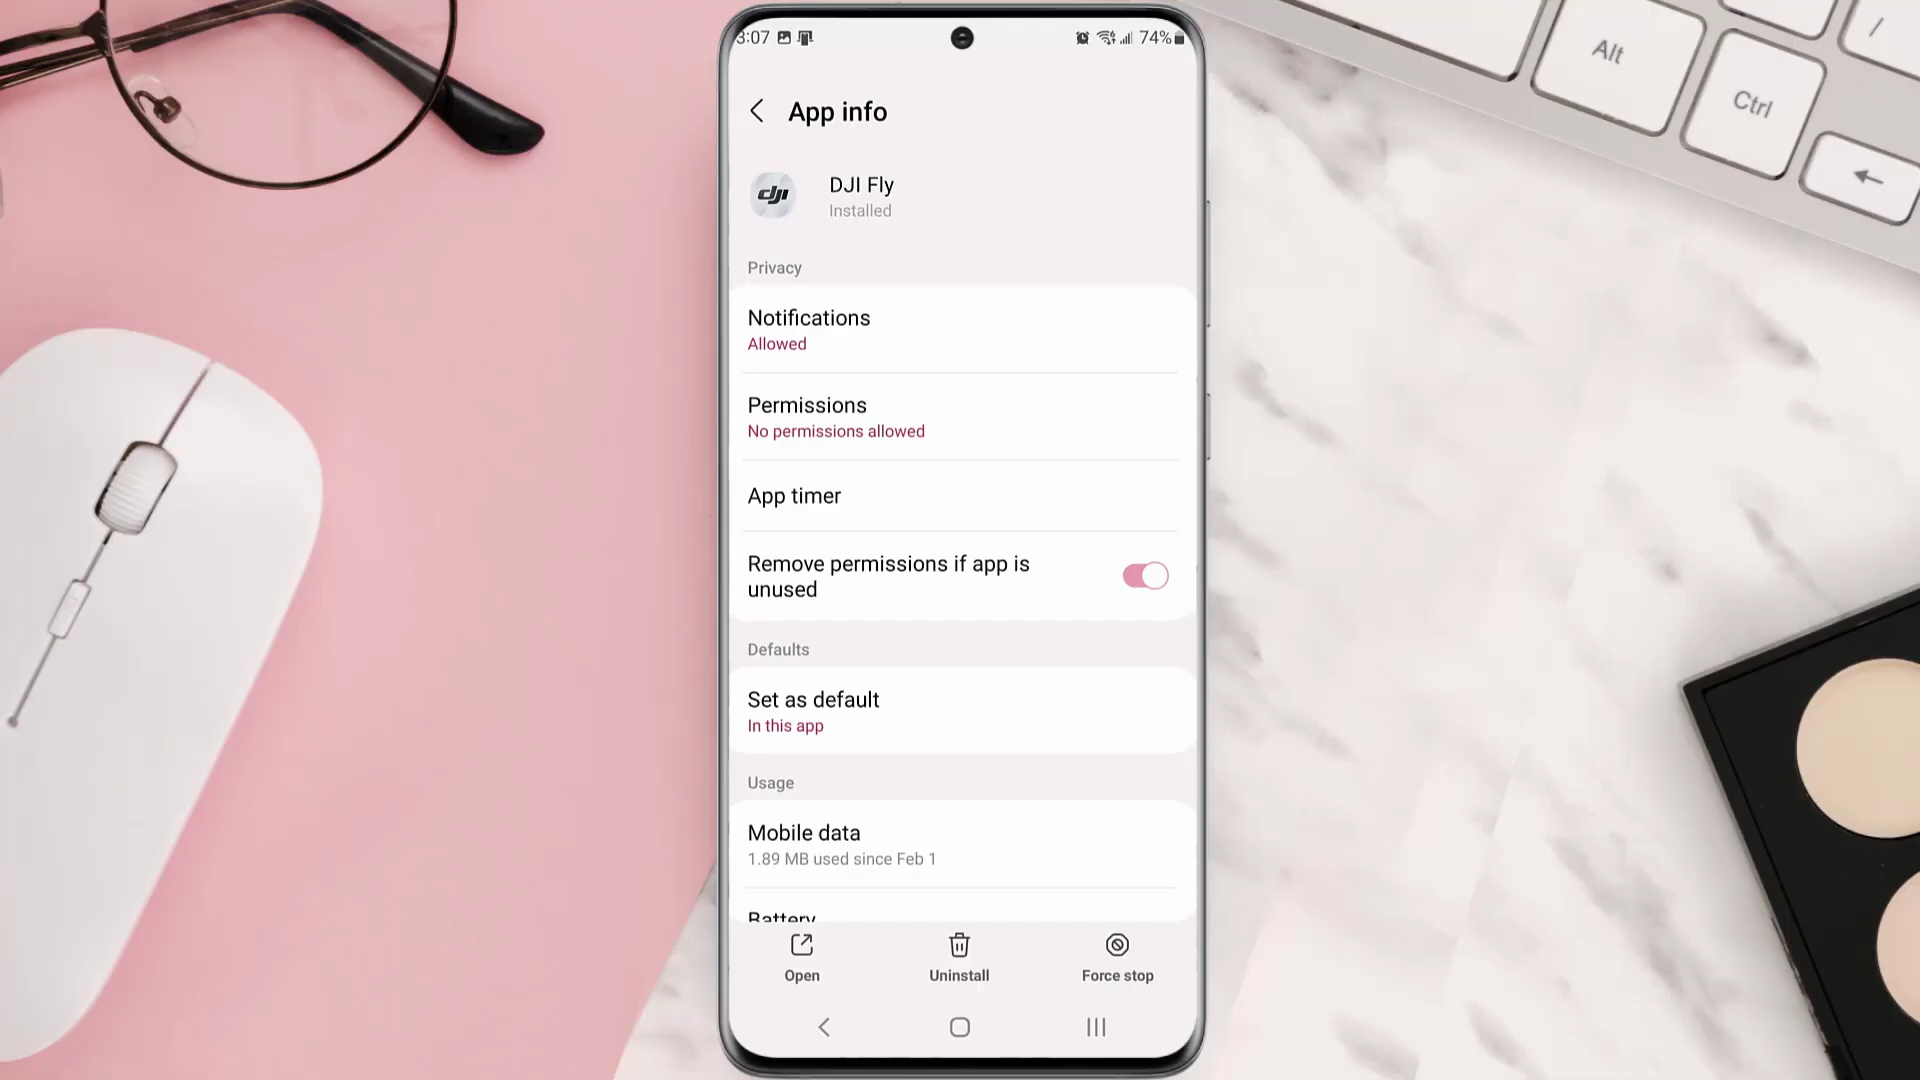 3:07 74%
App info
dji
DJI Fly
Installed
Privacy
Notifications
Allowed
Permissions
No permissions allowed
App timer
Remove permissions if app is
unused
Defaults
Set as default
In this app
Usage
Mobile data
1.89 MB used since Feb 1
Battery
Open Uninstall Force stop
Alt
Ctrl
/